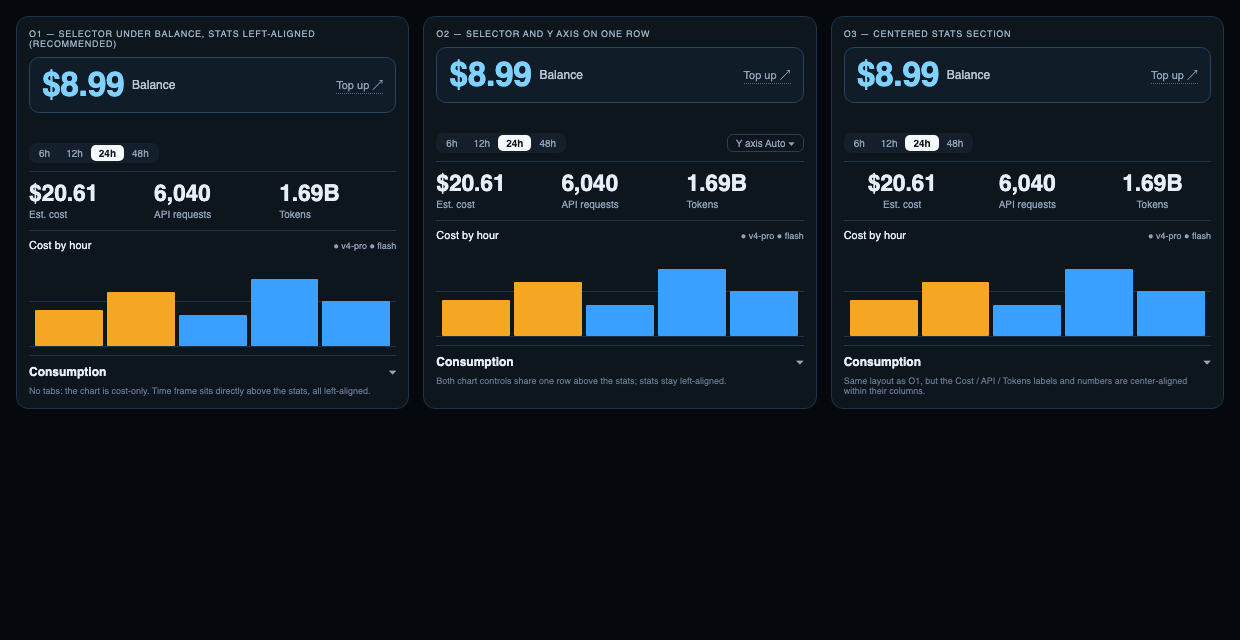 O1 — SELECTOR UNDER BALANCE, STATS LEFT-ALIGNED
(RECOMMENDED)
$8.99 Balance Top up ↗
6h 12h 24h 48h
$20.61 6,040 1.69B
Est. cost API requests Tokens
Cost by hour ● v4-pro ● flash
Consumption
No tabs: the chart is cost-only. Time frame sits directly above the stats, all left-aligned.
O2 — SELECTOR AND Y AXIS ON ONE ROW
$8.99 Balance Top up ↗
6h 12h 24h 48h Y axis Auto
$20.61 6,040 1.69B
Est. cost API requests Tokens
Cost by hour ● v4-pro ● flash
Consumption
Both chart controls share one row above the stats; stats stay left-aligned.
O3 — CENTERED STATS SECTION
$8.99 Balance Top up ↗
6h 12h 24h 48h
$20.61 6,040 1.69B
Est. cost API requests Tokens
Cost by hour ● v4-pro ● flash
Consumption
Same layout as O1, but the Cost / API / Tokens labels and numbers are center-aligned
within their columns.